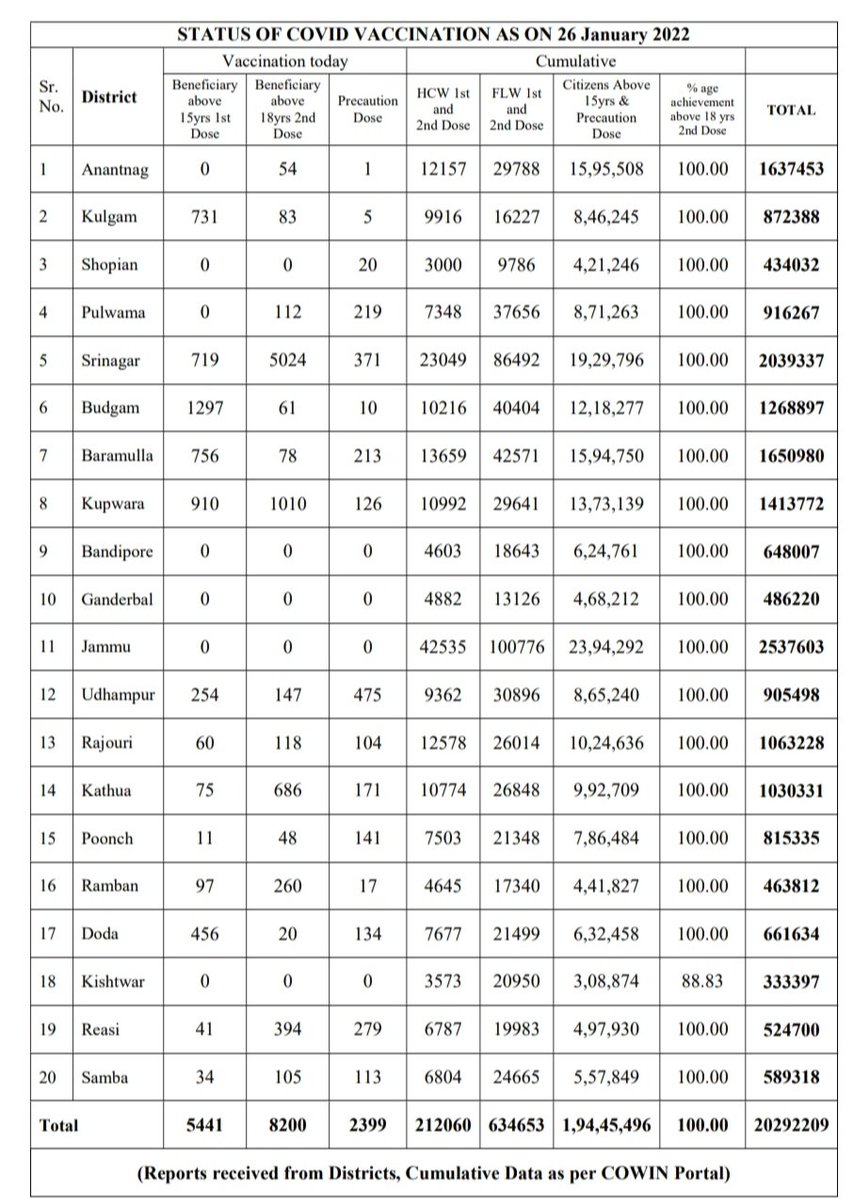 STATUS OF COVID VACCINATION AS ON 26 January 2022
Sr. No. District Vaccination today Cumulative
Beneficiary above 15yrs 1st Dose Beneficiary above 18yrs 2nd Dose Precaution Dose HCW 1st and 2nd Dose FLW 1st and 2nd Dose Citizens Above 15yrs & Precaution Dose % age achievement above 18 yrs 2nd Dose TOTAL
1 Anantnag 0 54 1 12157 29788 15,95,508 100.00 1637453
2 Kulgam 731 83 5 9916 16227 8,46,245 100.00 872388
3 Shopian 0 0 20 3000 9786 4,21,246 100.00 434032
4 Pulwama 0 112 219 7348 37656 8,71,263 100.00 916267
5 Srinagar 719 5024 371 23049 86492 19,29,796 100.00 2039337
6 Budgam 1297 61 10 10216 40404 12,18,277 100.00 1268897
7 Baramulla 756 78 213 13659 42571 15,94,750 100.00 1650980
8 Kupwara 910 1010 126 10992 29641 13,73,139 100.00 1413772
9 Bandipore 0 0 0 4603 18643 6,24,761 100.00 648007
10 Ganderbal 0 0 0 4882 13126 4,68,212 100.00 486220
11 Jammu 0 0 0 42535 100776 23,94,292 100.00 2537603
12 Udhampur 254 147 475 9362 30896 8,65,240 100.00 905498
13 Rajouri 60 118 104 12578 26014 10,24,636 100.00 1063228
14 Kathua 75 686 171 10774 26848 9,92,709 100.00 1030331
15 Poonch 11 48 141 7503 21348 7,86,484 100.00 815335
16 Ramban 97 260 17 4645 17340 4,41,827 100.00 463812
17 Doda 456 20 134 7677 21499 6,32,458 100.00 661634
18 Kishtwar 0 0 0 3573 20950 3,08,874 88.83 333397
19 Reasi 41 394 279 6787 19983 4,97,930 100.00 524700
20 Samba 34 105 113 6804 24665 5,57,849 100.00 589318
Total 5441 8200 2399 212060 634653 1,94,45,496 100.00 20292209
(Reports received from Districts, Cumulative Data as per COWIN Portal)